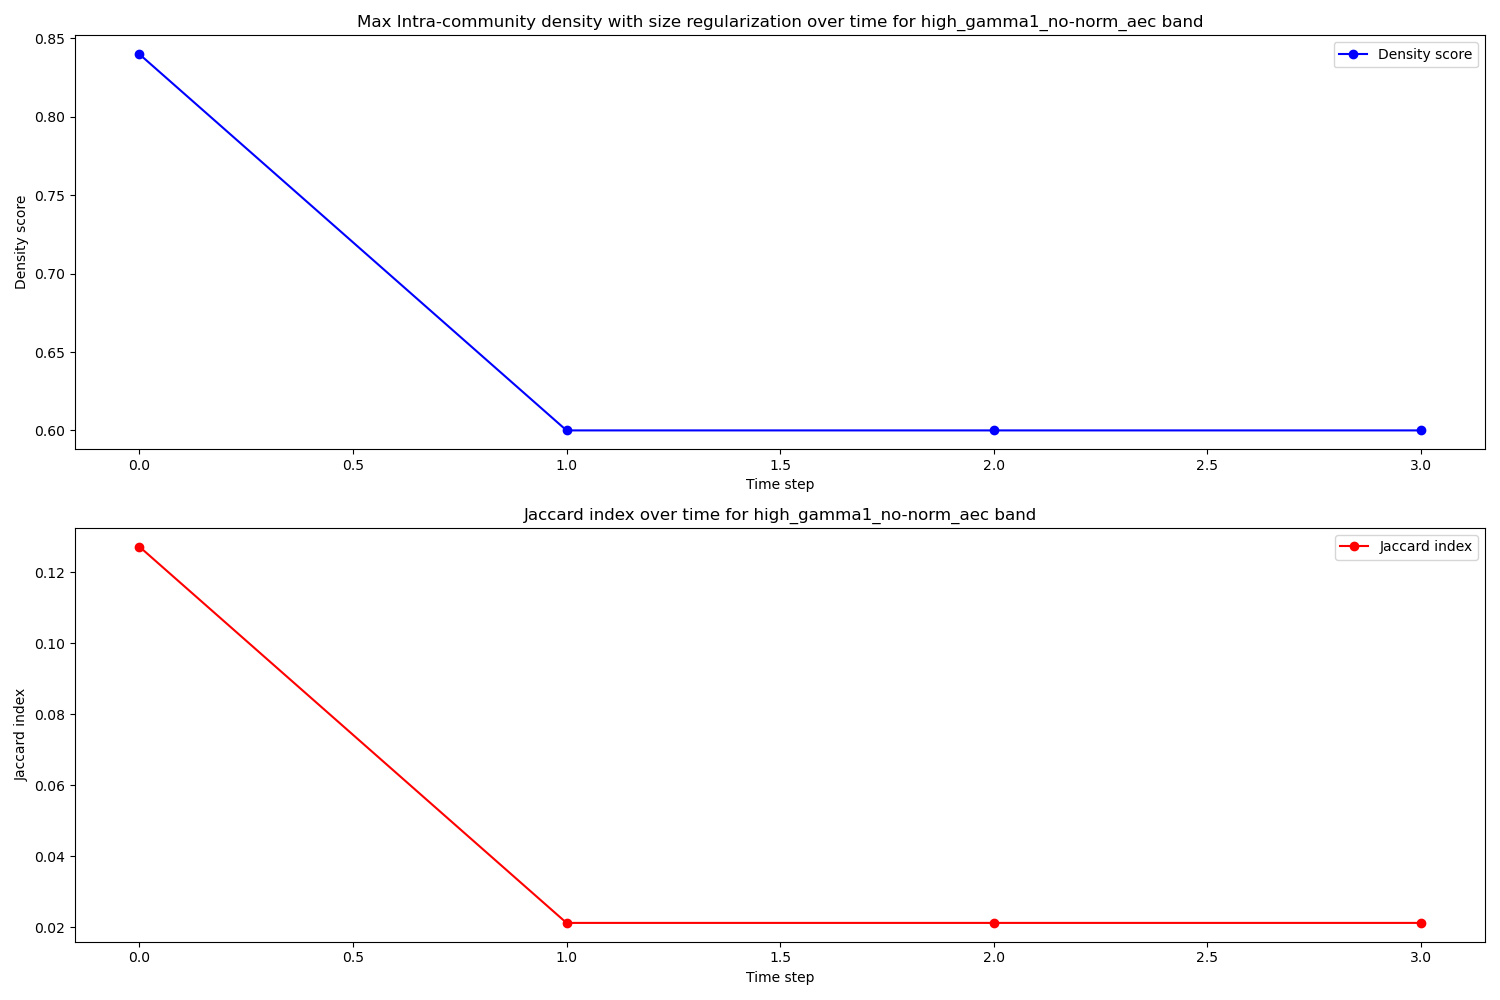 Max Intra-community density with size regularization over time for high_gamma1_no-norm_aec band
0.85
0.80
0.75
0.70
0.65
0.60
Density score
Density score
0.0 0.5 1.0 1.5 2.0 2.5 3.0
Time step
Jaccard index over time for high_gamma1_no-norm_aec band
0.12
0.10
0.08
0.06
0.04
0.02
Jaccard index
Jaccard index
0.0 0.5 1.0 1.5 2.0 2.5 3.0
Time step